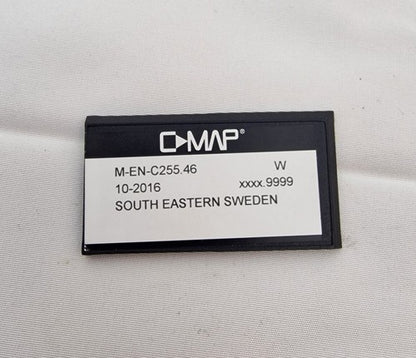 C-MAP®
M-EN-C255.46 W
10-2016 xxxx.9999
SOUTH EASTERN SWEDEN